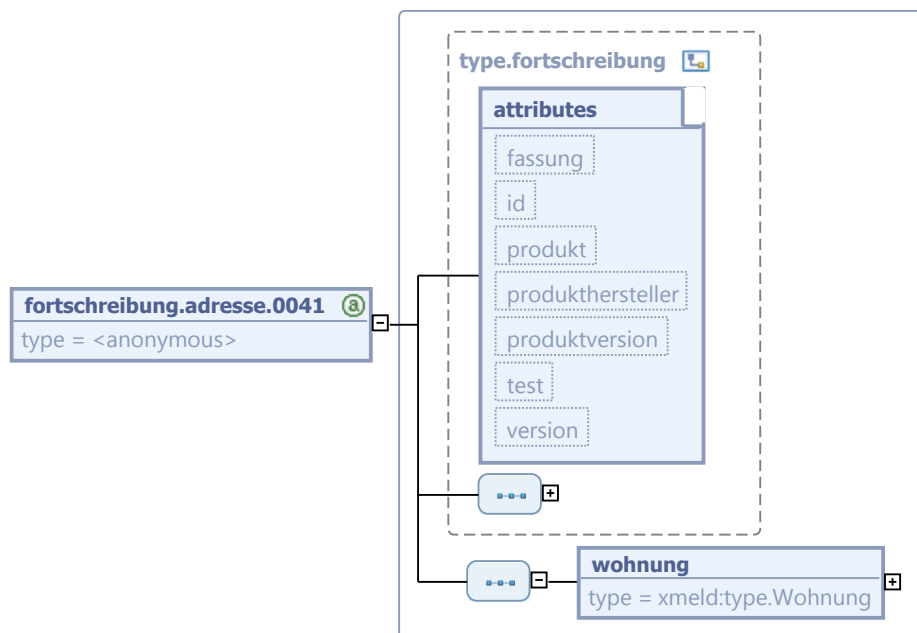 type.fortschreibung
attributes
fassung
id
produkt
produkthersteller
produktversion
test
version
fortschreibung.adresse.0041 a
type = <anonymous>
wohnung
type = xmeld:type.Wohnung